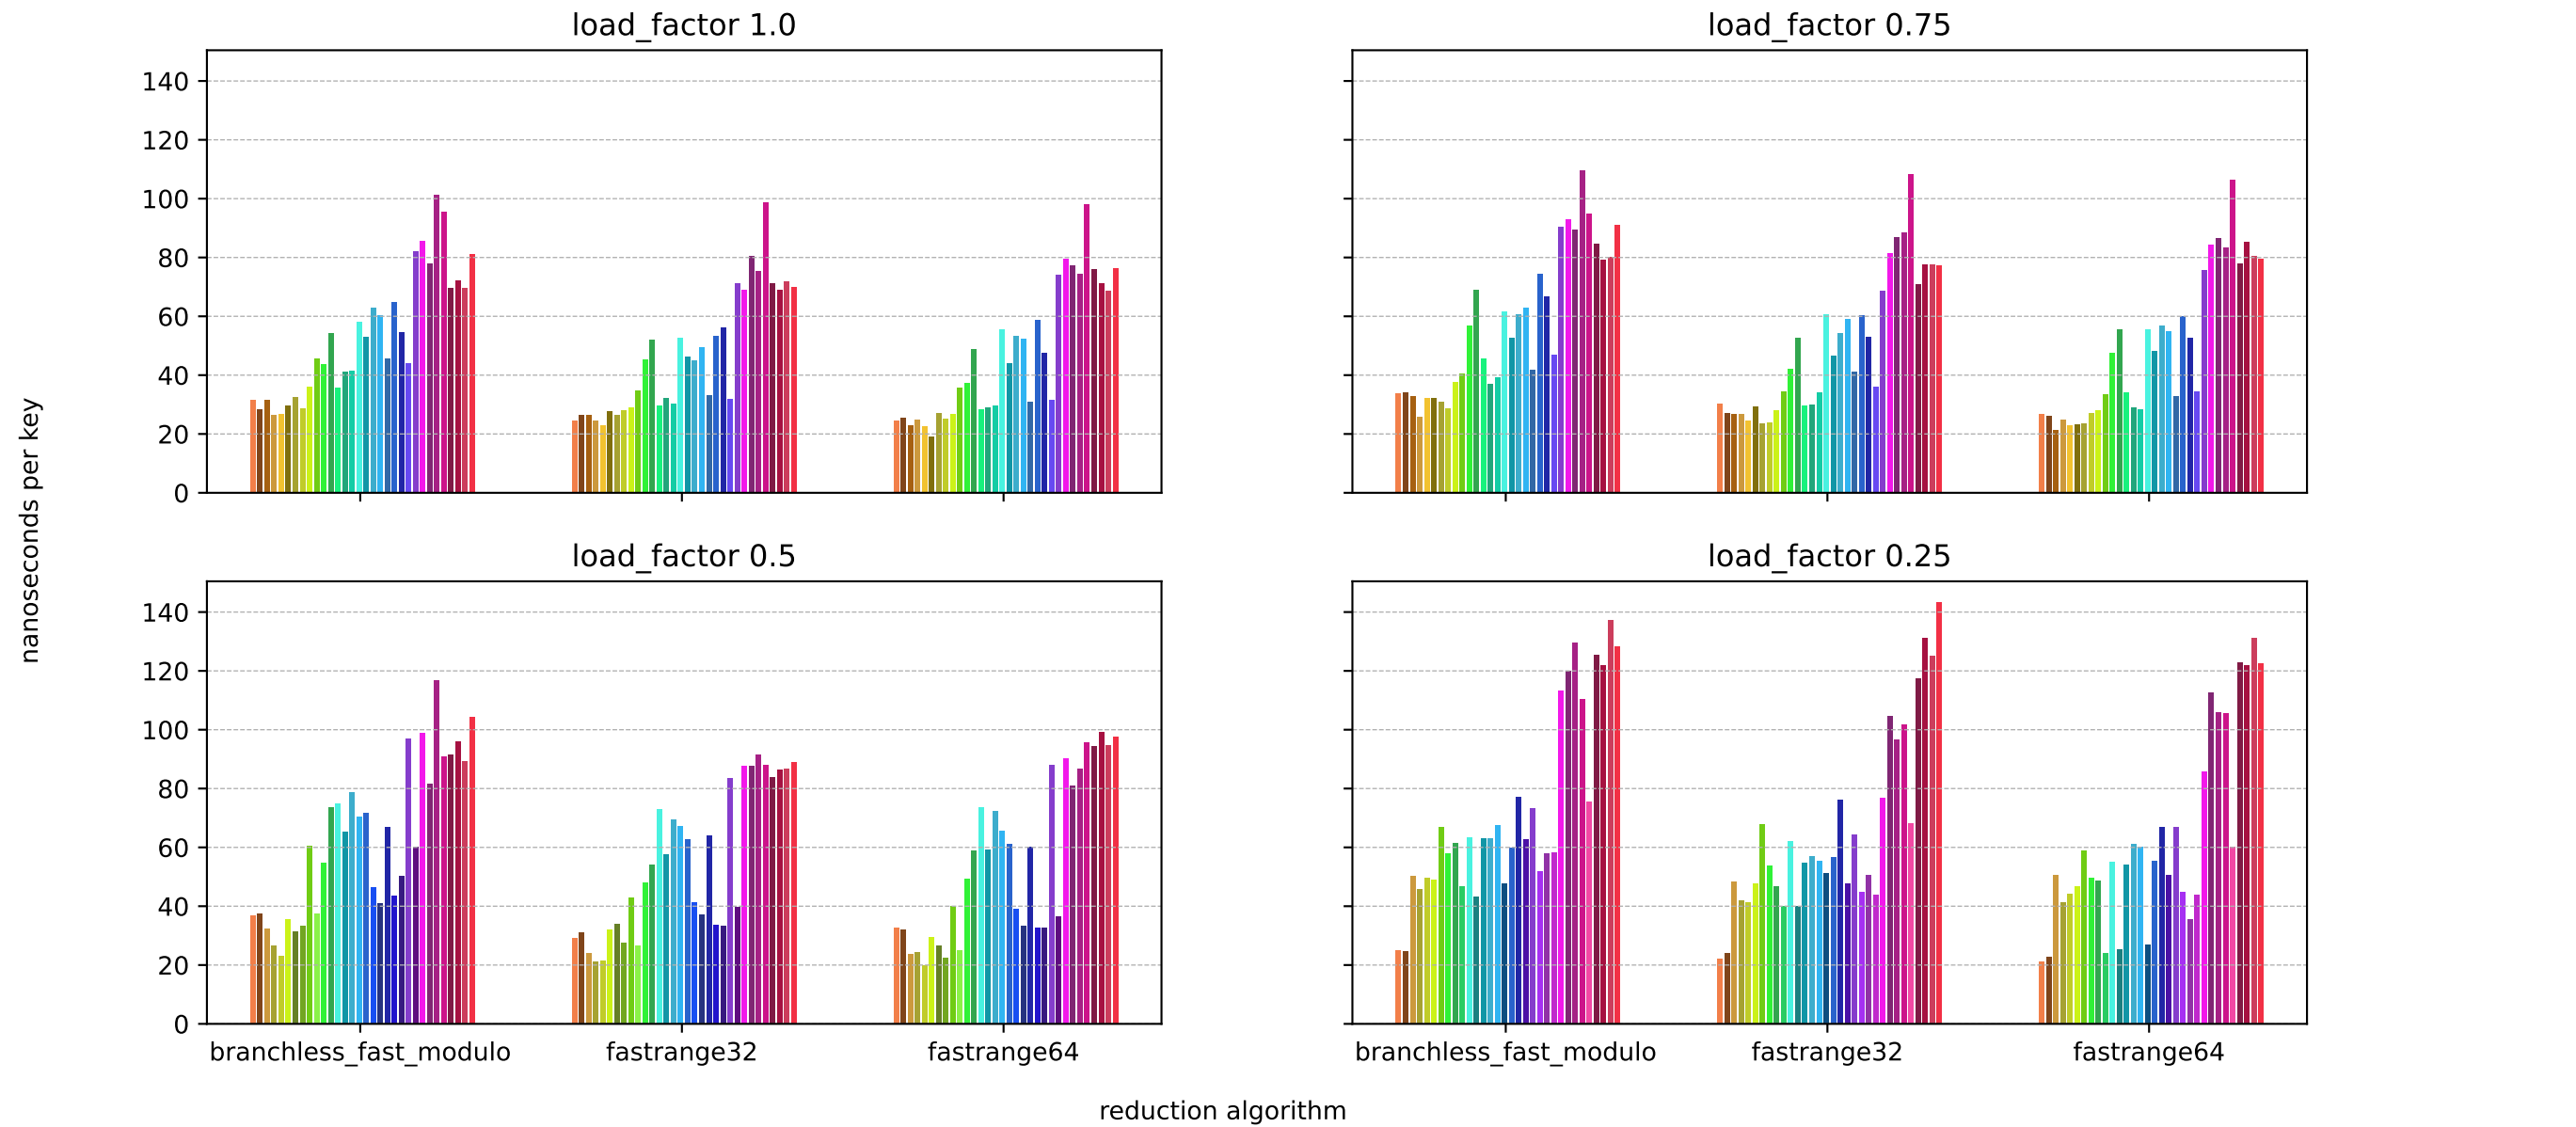 load_factor 1.0
load_factor 0.75
140
120
100
80
60
40
20
0
nanoseconds per key
load_factor 0.5
load_factor 0.25
140
120
100
80
60
40
20
0
branchless_fast_modulo
fastrange32
fastrange64
branchless_fast_modulo
fastrange32
fastrange64
reduction algorithm